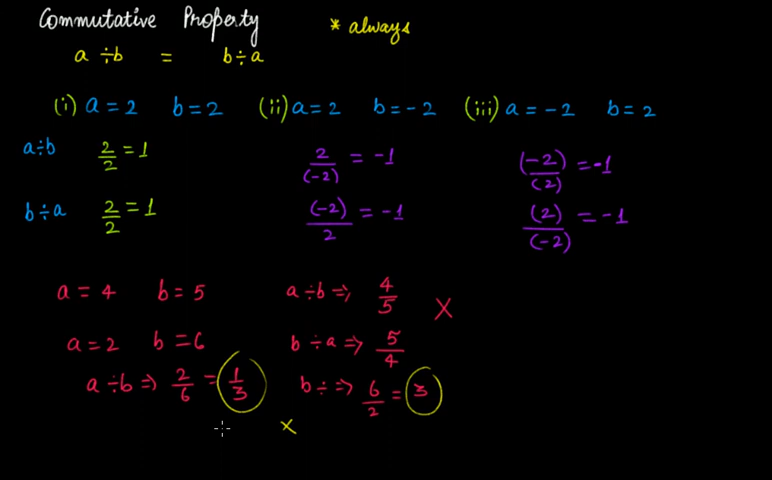 Commutative Property * always
a ÷ b = b ÷ a
(i) a = 2 b = 2 (ii) a = 2 b = -2 (iii) a = -2 b = 2
a÷b 2/2 = 1 2/(-2) = -1 (-2)/(2) = -1
b÷a 2/2 = 1 (-2)/2 = -1 (2)/(-2) = -1
a = 4 b = 5 a ÷ b => 4/5 X
a = 2 b = 6 b ÷ a => 5/4
a ÷ b => 2/6 = 1/3 b ÷ => 6/2 = 3
x